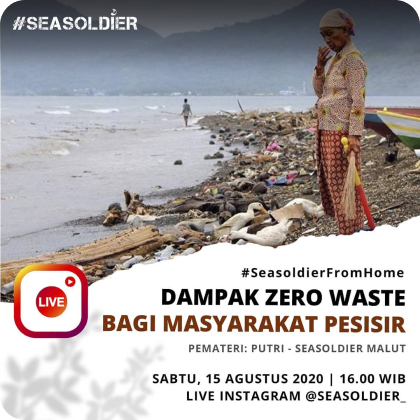 #SEASOLDIER
#SeasoldierFromHome
LIVE
DAMPAK ZERO WASTE
BAGI MASYARAKAT PESISIR
PEMATERI: PUTRI - SEASOLDIER MALUT
SABTU, 15 AGUSTUS 2020 | 16.00 WIB
LIVE INSTAGRAM @SEASOLDIER_